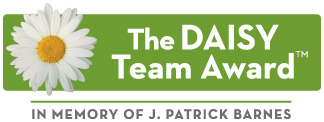 The DAISY
Team Award™
IN MEMORY OF J. PATRICK BARNES